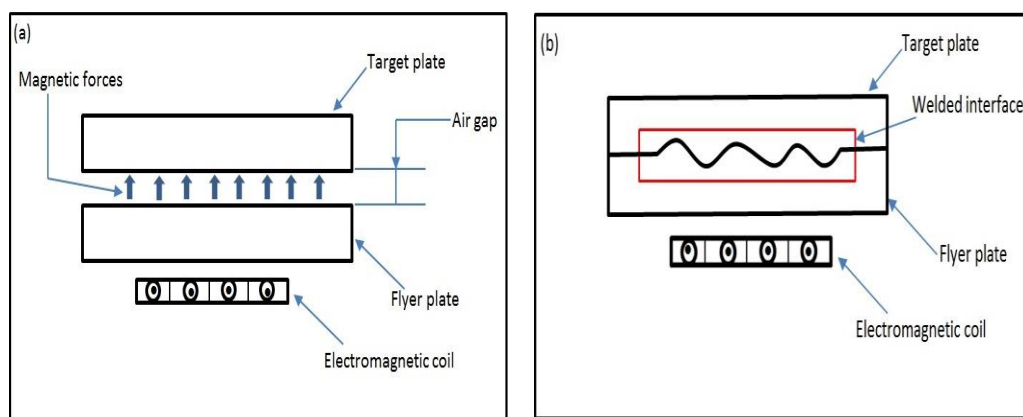 (a)
Target plate
Magnetic forces
Air gap
Flyer plate
Electromagnetic coil
(b)
Target plate
Welded interface
Flyer plate
Electromagnetic coil